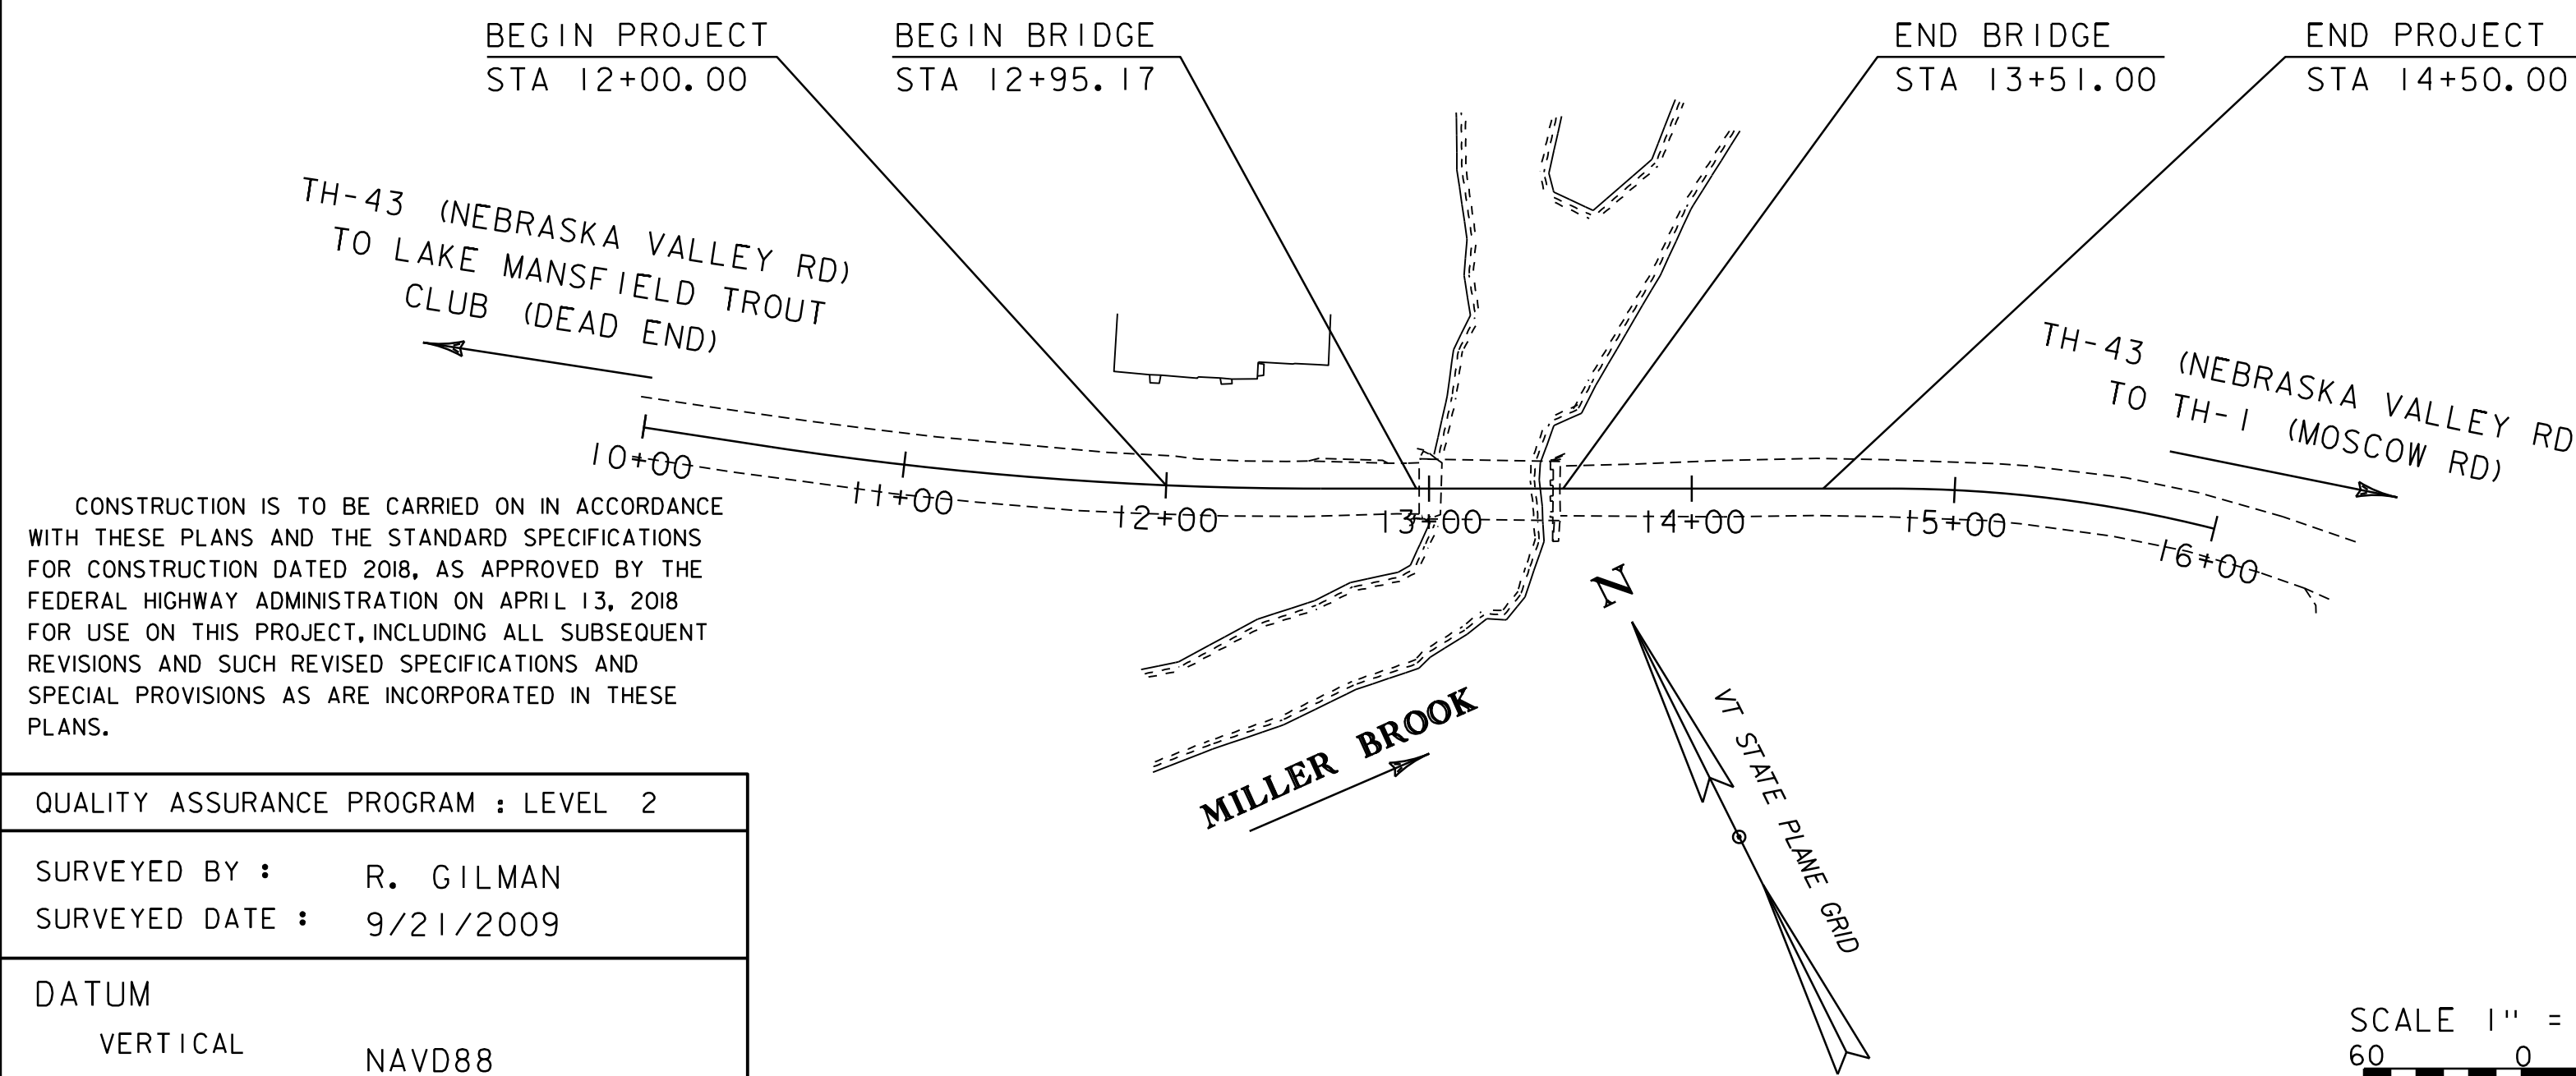 BEGIN PROJECT
STA 12+00.00
BEGIN BRIDGE
STA 12+95.17
END BRIDGE
STA 13+51.00
END PROJECT
STA 14+50.00
TH-43 (NEBRASKA VALLEY RD)
TO LAKE MANSFIELD TROUT
CLUB (DEAD END)
TH-43 (NEBRASKA VALLEY RD
TO TH-1 (MOSCOW RD)
10+00
11+00
12+00
13+00
14+00
15+00
16+00
CONSTRUCTION IS TO BE CARRIED ON IN ACCORDANCE
WITH THESE PLANS AND THE STANDARD SPECIFICATIONS
FOR CONSTRUCTION DATED 2018, AS APPROVED BY THE
FEDERAL HIGHWAY ADMINISTRATION ON APRIL 13, 2018
FOR USE ON THIS PROJECT, INCLUDING ALL SUBSEQUENT
REVISIONS AND SUCH REVISED SPECIFICATIONS AND
SPECIAL PROVISIONS AS ARE INCORPORATED IN THESE
PLANS.
N
VT STATE PLANE GRID
MILLER BROOK
QUALITY ASSURANCE PROGRAM : LEVEL 2
SURVEYED BY : R. GILMAN
SURVEYED DATE : 9/21/2009
DATUM
VERTICAL NAVD88
SCALE 1" =
60 0